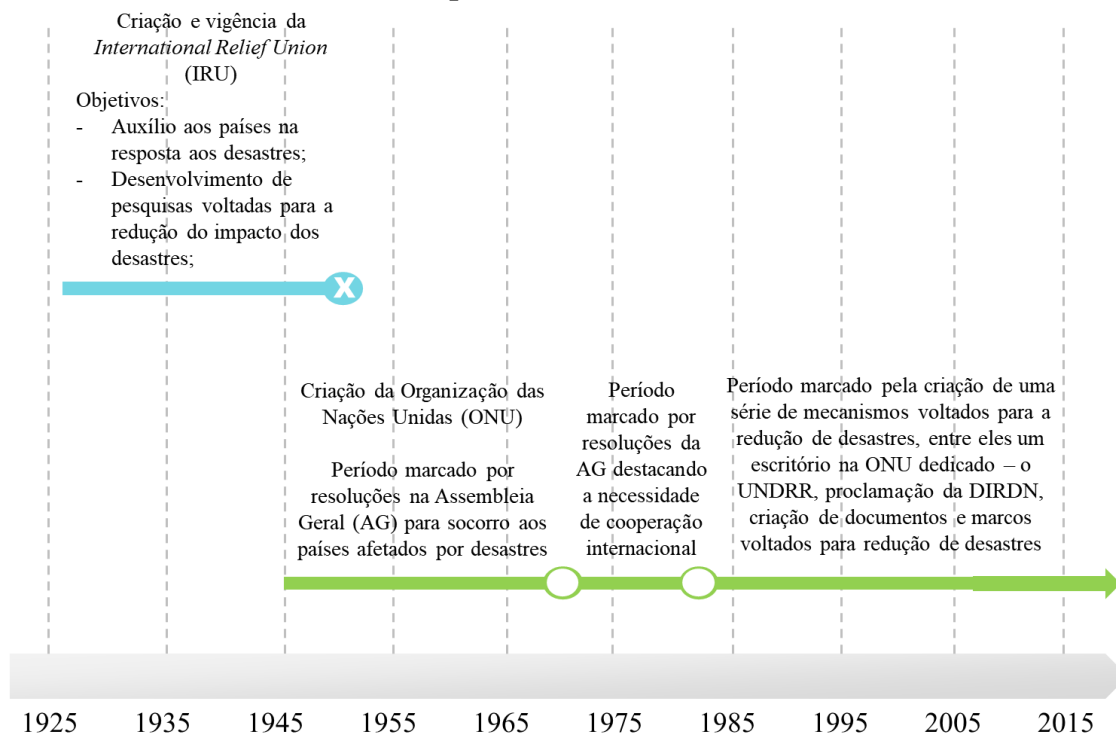 Criação e vigência da
International Relief Union
(IRU)
Objetivos:
- Auxílio aos países na
resposta aos desastres;
- Desenvolvimento de
pesquisas voltadas para a
redução do impacto dos
desastres;
X
Criação da Organização das
Nações Unidas (ONU)
Período marcado por
resoluções na Assembleia
Geral (AG) para socorro aos
países afetados por desastres
Período
marcado por
resoluções da
AG destacando
a necessidade
de cooperação
internacional
Período marcado pela criação de uma
série de mecanismos voltados para a
redução de desastres, entre eles um
escritório na ONU dedicado – o
UNDRR, proclamação da DIRDN,
criação de documentos e marcos
voltados para redução de desastres
1925 1935 1945 1955 1965 1975 1985 1995 2005 2015